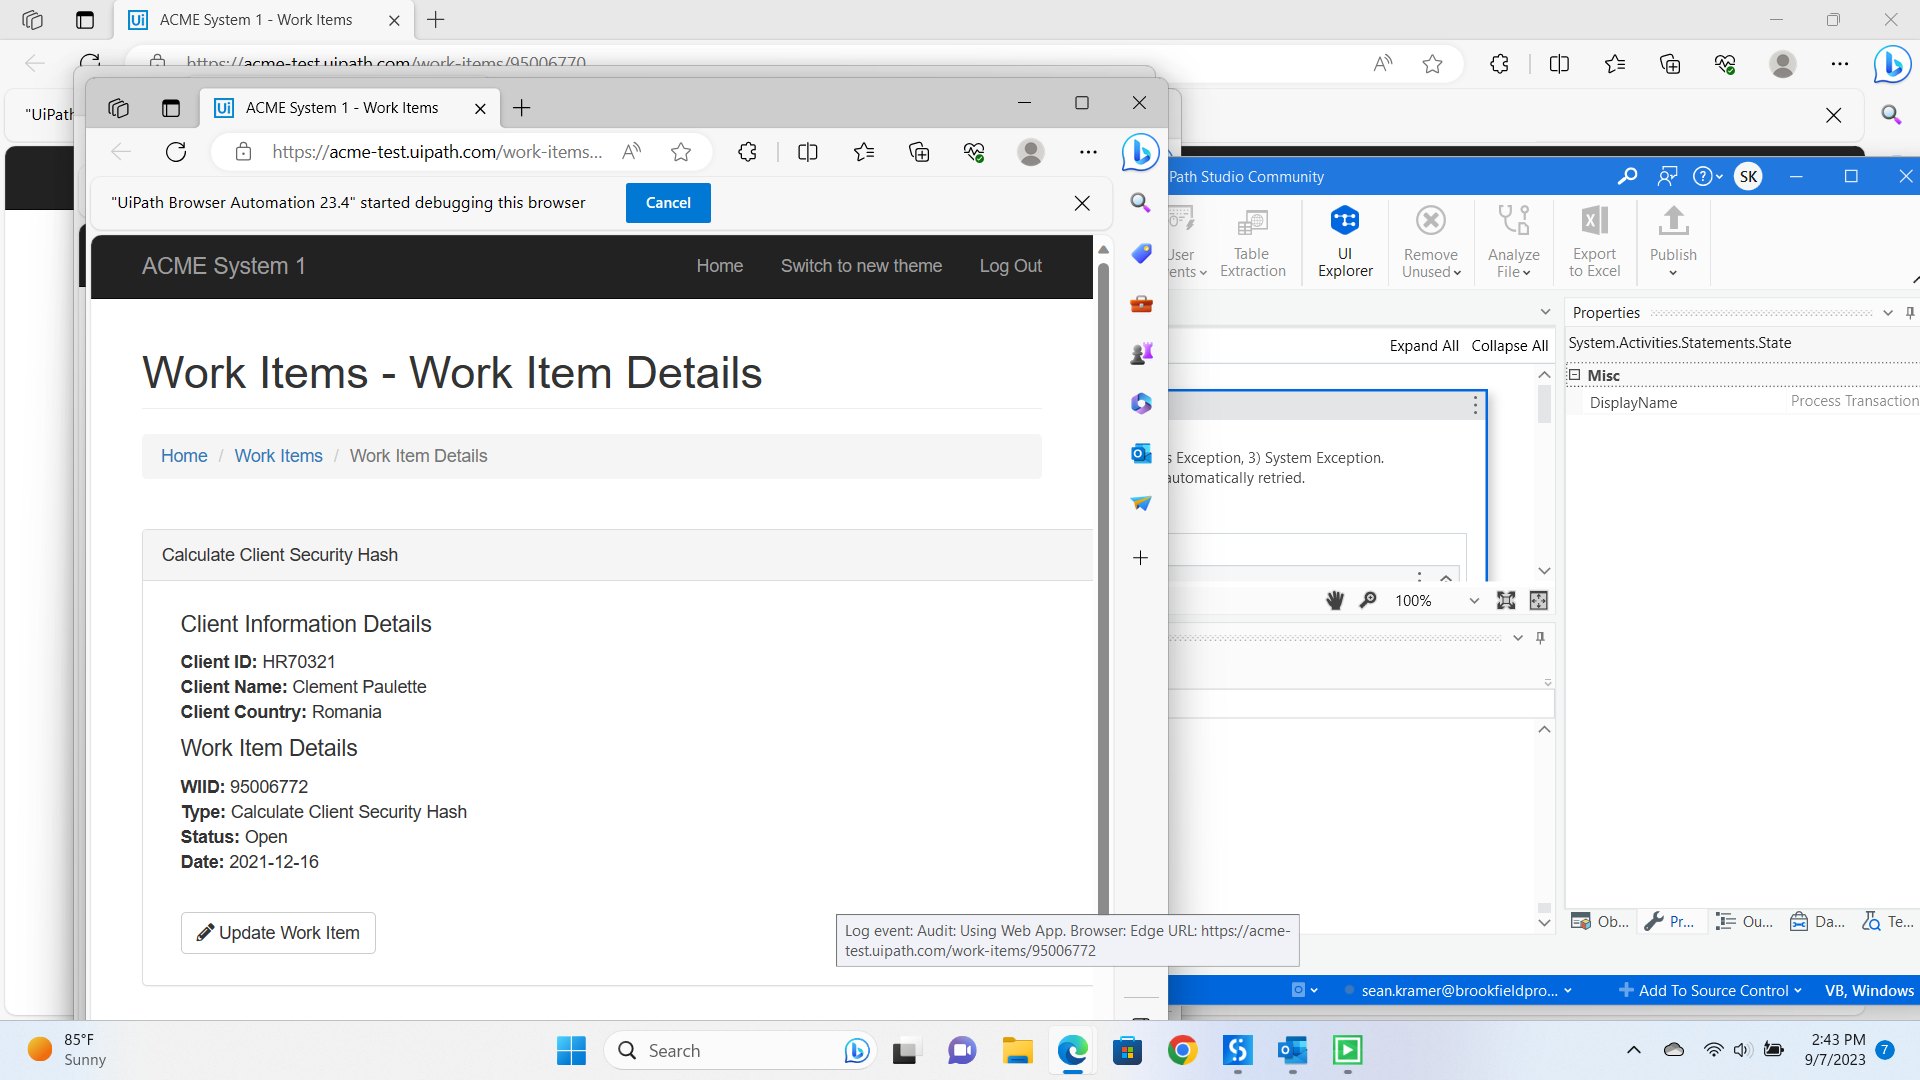 ACME System 1 - Work Items
https://acme-test.uipath.com/work-items/95006770
"UiPath
ACME System 1 - Work Items
https://acme-test.uipath.com/work-items...
"UiPath Browser Automation 23.4" started debugging this browser
Cancel
ACME System 1
Home
Switch to new theme
Log Out
Work Items - Work Item Details
Home / Work Items / Work Item Details
Calculate Client Security Hash
Client Information Details
Client ID: HR70321
Client Name: Clement Paulette
Client Country: Romania
Work Item Details
WIID: 95006772
Type: Calculate Client Security Hash
Status: Open
Date: 2021-12-16
Update Work Item
Log event: Audit: Using Web App. Browser: Edge URL: https://acme-
test.uipath.com/work-items/95006772
Path Studio Community
SK
User
ents
Table
Extraction
UI
Explorer
Remove
Unused
Analyze
File
Export
to Excel
Publish
Expand All
Collapse All
s Exception, 3) System Exception.
automatically retried.
100%
Properties
System.Activities.Statements.State
Misc
DisplayName
Process Transaction
Ob...
Pr...
Ou...
Da...
Te...
sean.kramer@brookfieldpro...
Add To Source Control
VB, Windows
85°F
Sunny
Search
2:43 PM
9/7/2023
7